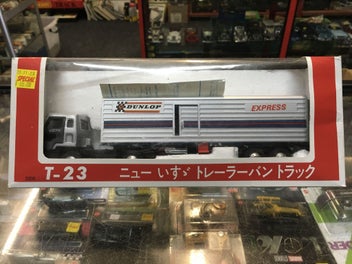 SPECIAL
DUNLOP
EXPRESS
T-23
ニュー いすゞ トレーラーバン トラック